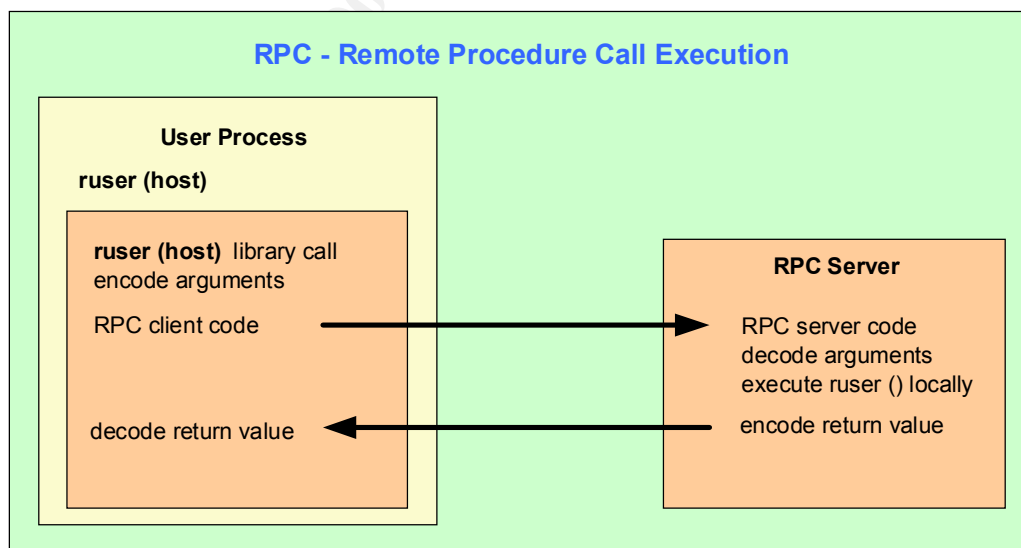 RPC - Remote Procedure Call Execution
User Process
ruser (host)
ruser (host) library call
encode arguments
RPC client code
decode return value
RPC Server
RPC server code
decode arguments
execute ruser () locally
encode return value